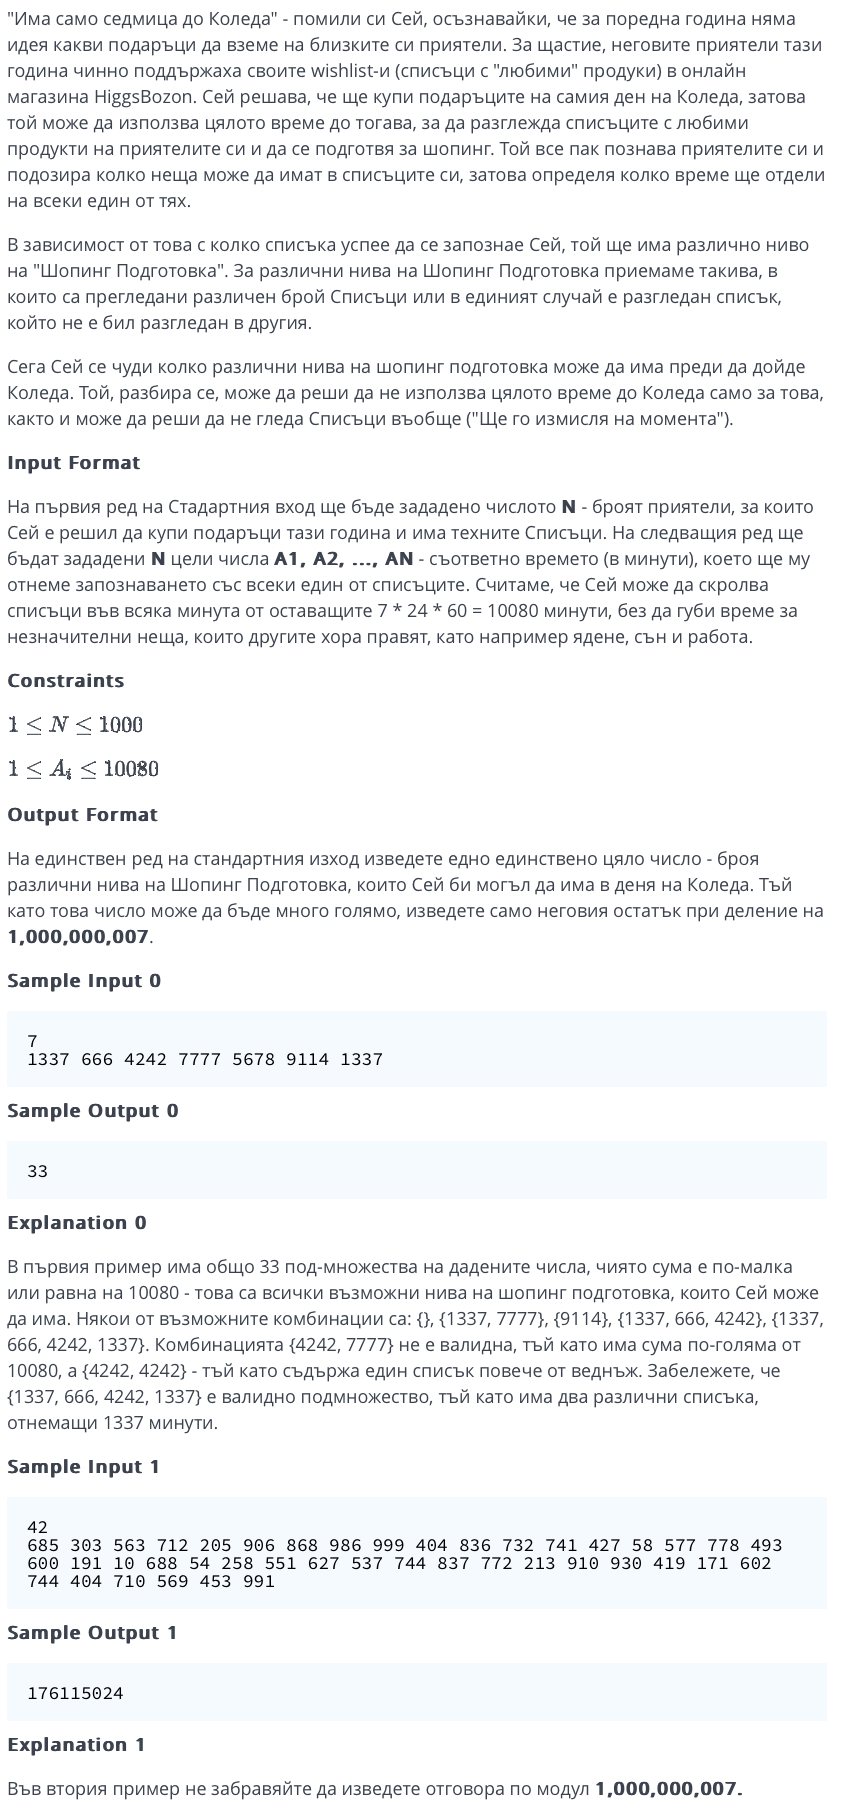 "Има само седмица до Коледа" - помили си Сей, осъзнавайки, че за поредна година няма
идея какви подаръци да вземе на близките си приятели. За щастие, неговите приятели тази
година чинно поддържаха своите wishlist-и (списъци с "любими" продуки) в онлайн
магазина HiggsBozon. Сей решава, че ще купи подаръците на самия ден на Коледа, затова
той може да използва цялото време до тогава, за да разглежда списъците с любими
продукти на приятелите си и да се подготвя за шопинг. Той все пак познава приятелите си и
подозира колко неща може да имат в списъците си, затова определя колко време ще отдели
на всеки един от тях.
В зависимост от това с колко списъка успее да се запознае Сей, той ще има различно ниво
на "Шопинг Подготовка". За различни нива на Шопинг Подготовка приемаме такива, в
които са прегледани различен брой Списъци или в единият случай е разгледан списък,
който не е бил разгледан в другия.
Сега Сей се чуди колко различни нива на шопинг подготовка може да има преди да дойде
Коледа. Той, разбира се, може да реши да не използва цялото време до Коледа само за това,
както и може да реши да не гледа Списъци въобще ("Ще го измисля на момента").
Input Format
На първия ред на Стадартния вход ще бъде зададено числото N - броят приятели, за които
Сей е решил да купи подаръци тази година и има техните Списъци. На следващия ред ще
бъдат зададени N цели числа A1, A2, ..., AN - съответно времето (в минути), което ще му
отнеме запознаването със всеки един от списъците. Считаме, че Сей може да скролва
списъци във всяка минута от оставащите 7 * 24 * 60 = 10080 минути, без да губи време за
незначителни неща, които другите хора правят, като например ядене, сън и работа.
Constraints
1 ≤ N ≤ 1000
1 ≤ A_i ≤ 10080
Output Format
На единствен ред на стандартния изход изведете едно единствено цяло число - броя
различни нива на Шопинг Подготовка, които Сей би могъл да има в деня на Коледа. Тъй
като това число може да бъде много голямо, изведете само неговия остатък при деление на
1,000,000,007.
Sample Input 0
7
1337 666 4242 7777 5678 9114 1337
Sample Output 0
33
Explanation 0
В първия пример има общо 33 под-множества на дадените числа, чиято сума е по-малка
или равна на 10080 - това са всички възможни нива на шопинг подготовка, които Сей може
да има. Някои от възможните комбинации са: {}, {1337, 7777}, {9114}, {1337, 666, 4242}, {1337,
666, 4242, 1337}. Комбинацията {4242, 7777} не е валидна, тъй като има сума по-голяма от
10080, а {4242, 4242} - тъй като съдържа един списък повече от веднъж. Забележете, че
{1337, 666, 4242, 1337} е валидно подмножество, тъй като има два различни списъка,
отнемащи 1337 минути.
Sample Input 1
42
685 303 563 712 205 906 868 986 999 404 836 732 741 427 58 577 778 493
600 191 10 688 54 258 551 627 537 744 837 772 213 910 930 419 171 602
744 404 710 569 453 991
Sample Output 1
176115024
Explanation 1
Във втория пример не забравяйте да изведете отговора по модул 1,000,000,007.